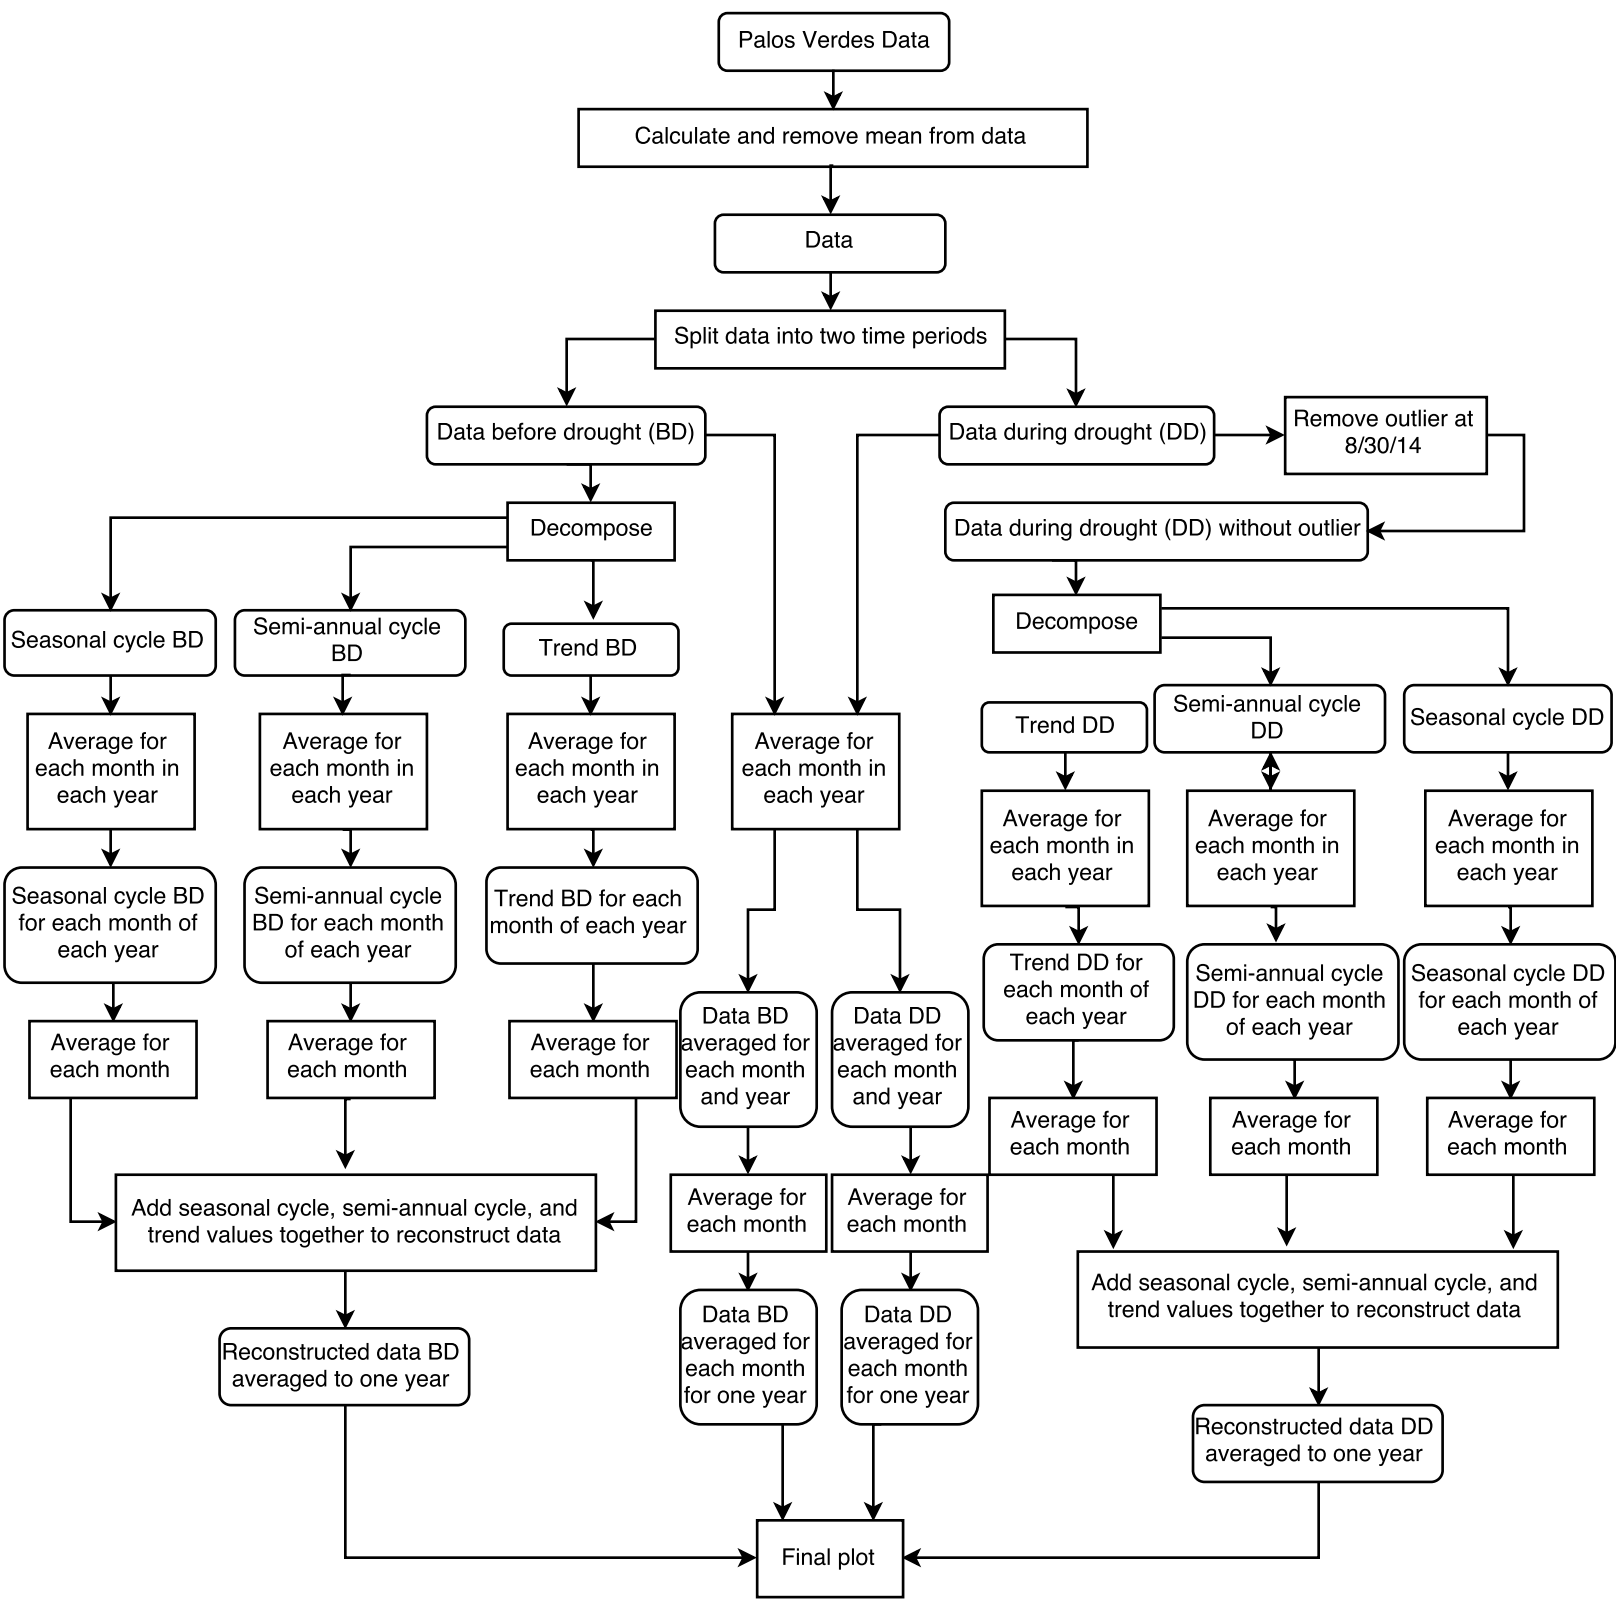 Palos Verdes Data
Calculate and remove mean from data
Data
Split data into two time periods
Data before drought (BD)
Data during drought (DD)
Remove outlier at
8/30/14
Decompose
Data during drought (DD) without outlier
Decompose
Seasonal cycle BD
Semi-annual cycle
BD
Trend BD
Trend DD
Semi-annual cycle
DD
Seasonal cycle DD
Average for
each month in
each year
Average for
each month in
each year
Average for
each month in
each year
Average for
each month in
each year
Average for
each month in
each year
Average for
each month in
each year
Average for
each month in
each year
Seasonal cycle BD
for each month of
each year
Semi-annual cycle
BD for each month
of each year
Trend BD for each
month of each year
Trend DD for
each month of
each year
Semi-annual cycle
DD for each month
of each year
Seasonal cycle DD
for each month of
each year
Average for
each month
Average for
each month
Average for
each month
Data BD
averaged for
each month
and year
Data DD
averaged for
each month
and year
Average for
each month
Average for
each month
Average for
each month
Add seasonal cycle, semi-annual cycle, and
trend values together to reconstruct data
Average for
each month
Average for
each month
Add seasonal cycle, semi-annual cycle, and
trend values together to reconstruct data
Reconstructed data BD
averaged to one year
Data BD
averaged for
each month
for one year
Data DD
averaged for
each month
for one year
Reconstructed data DD
averaged to one year
Final plot